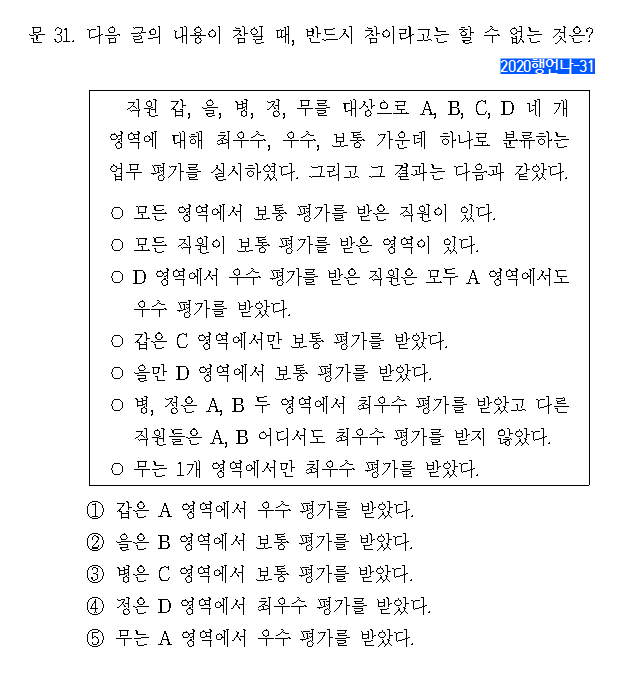 문 31. 다음 글의 내용이 참일 때, 반드시 참이라고는 할 수 없는 것은?
2020행언나-31
직원 갑, 을, 병, 정, 무를 대상으로 A, B, C, D 네 개
영역에 대해 최우수, 우수, 보통 가운데 하나로 분류하는
업무 평가를 실시하였다. 그리고 그 결과는 다음과 같았다.
○ 모든 영역에서 보통 평가를 받은 직원이 있다.
○ 모든 직원이 보통 평가를 받은 영역이 있다.
○ D 영역에서 우수 평가를 받은 직원은 모두 A 영역에서도
우수 평가를 받았다.
○ 갑은 C 영역에서만 보통 평가를 받았다.
○ 을만 D 영역에서 보통 평가를 받았다.
○ 병, 정은 A, B 두 영역에서 최우수 평가를 받았고 다른
직원들은 A, B 어디서도 최우수 평가를 받지 않았다.
○ 무는 1개 영역에서만 최우수 평가를 받았다.
① 갑은 A 영역에서 우수 평가를 받았다.
② 을은 B 영역에서 보통 평가를 받았다.
③ 병은 C 영역에서 보통 평가를 받았다.
④ 정은 D 영역에서 최우수 평가를 받았다.
⑤ 무는 A 영역에서 우수 평가를 받았다.